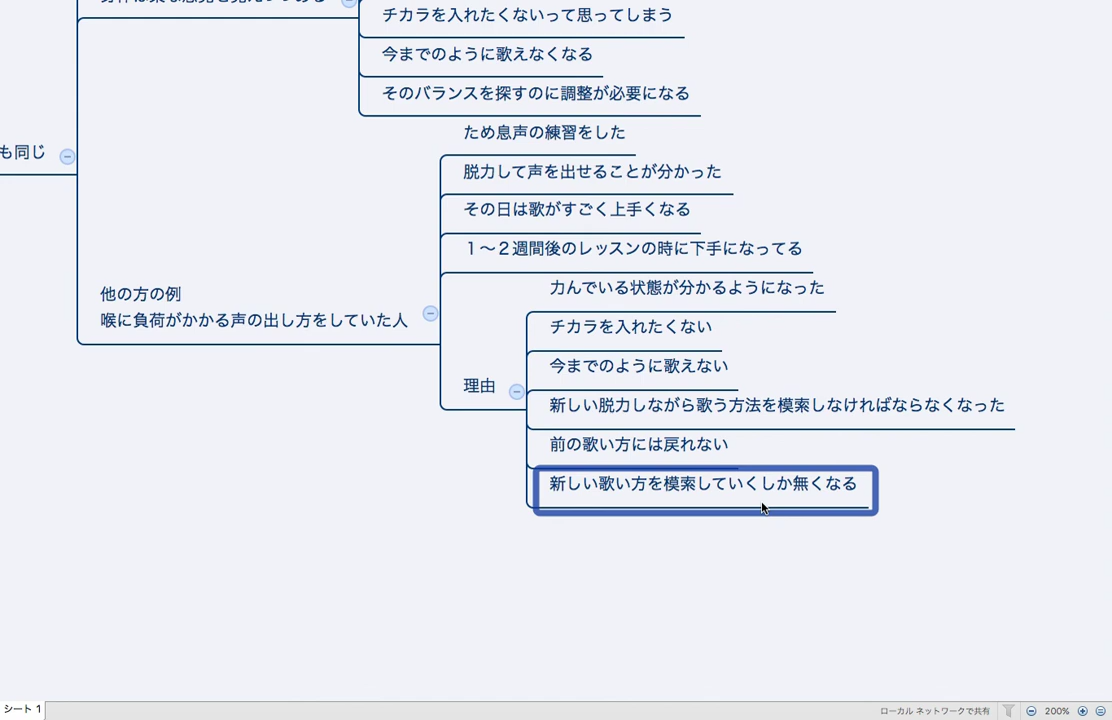 チカラを入れたくないって思ってしまう
今までのように歌えなくなる
そのバランスを探すのに調整が必要になる
も同じ
ため息声の練習をした
脱力して声を出せることが分かった
その日は歌がすごく上手くなる
1〜2週間後のレッスンの時に下手になってる
他の方の例
喉に負荷がかかる声の出し方をしていた人
力んでいる状態が分かるようになった
チカラを入れたくない
今までのように歌えない
理由
新しい脱力しながら歌う方法を模索しなければならなくなった
前の歌い方には戻れない
新しい歌い方を模索していくしか無くなる
シート 1
ローカル ネットワークで共有
200%